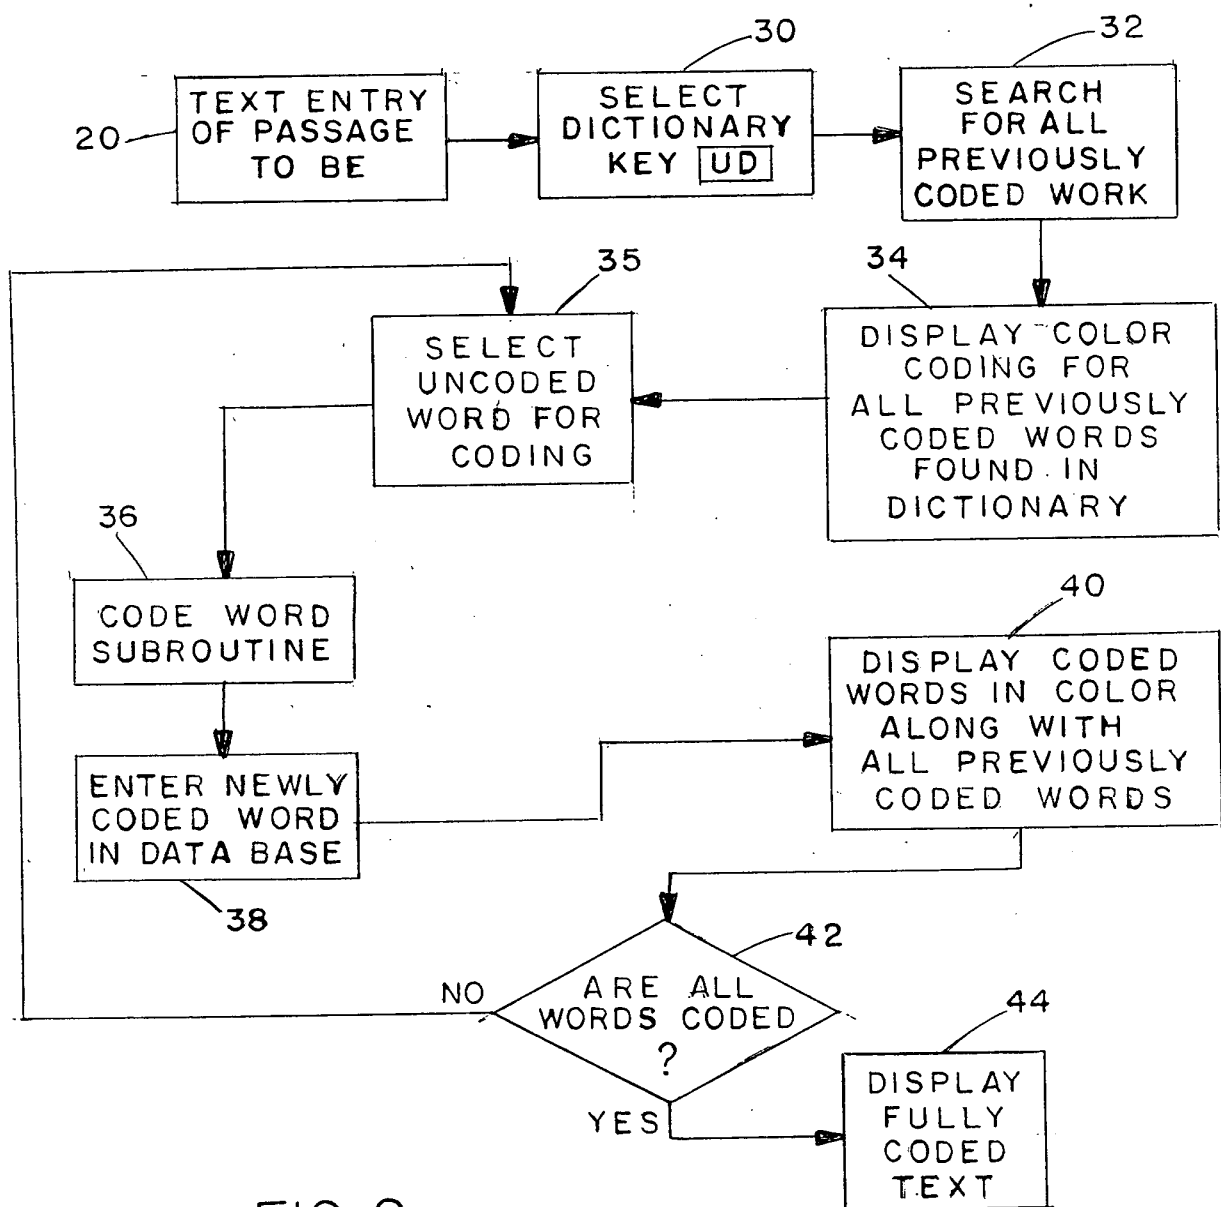 30
32
TEXT ENTRY
OF PASSAGE
TO BE
20
SELECT
DICTIONARY
KEY UD
SEARCH
FOR ALL
PREVIOUSLY
CODED WORK
35
34
SELECT
UNCODED
WORD FOR
CODING
DISPLAY COLOR
CODING FOR
ALL PREVIOUSLY
CODED WORDS
FOUND IN
DICTIONARY
36
CODE WORD
SUBROUTINE
40
DISPLAY CODED
WORDS IN COLOR
ALONG WITH
ALL PREVIOUSLY
CODED WORDS
ENTER NEWLY
CODED WORD
IN DATA BASE
38
42
NO
ARE ALL
WORDS CODED
?
YES
44
DISPLAY
FULLY
CODED
TEXT